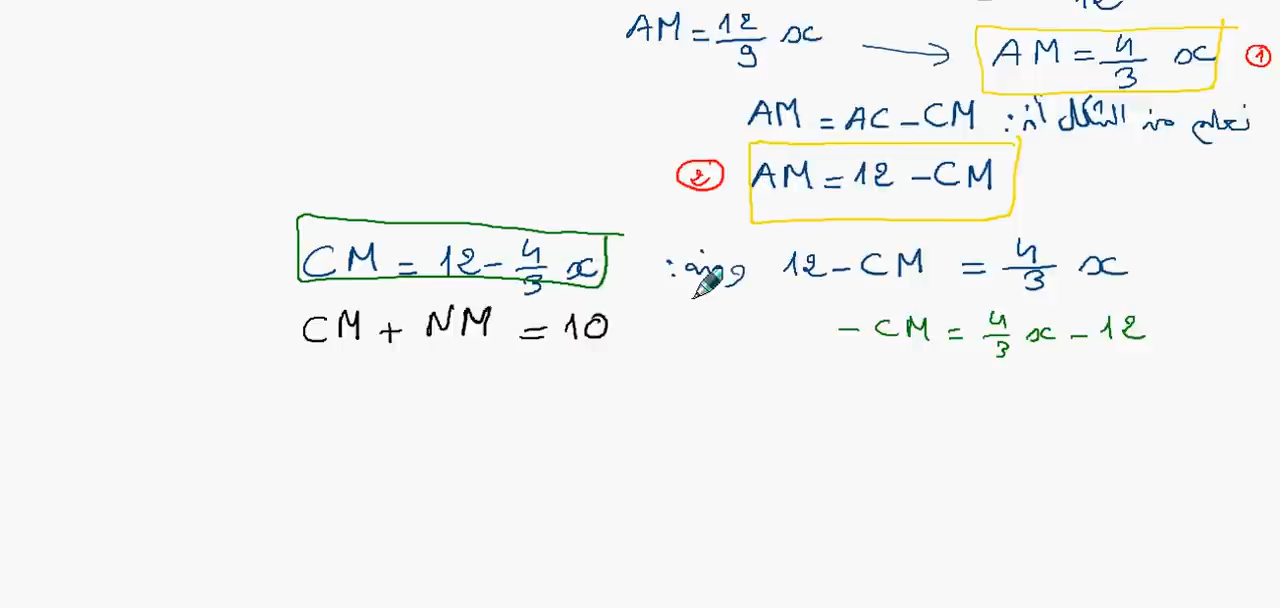 12
AM = 12/9 x → AM = 4/3 x ①
نعلم من الشكل أن: AM = AC - CM
② AM = 12 - CM
12 - CM = 4/3 x ومنه: CM = 12 - 4/3 x
- CM = 4/3 x - 12
CM + NM = 10